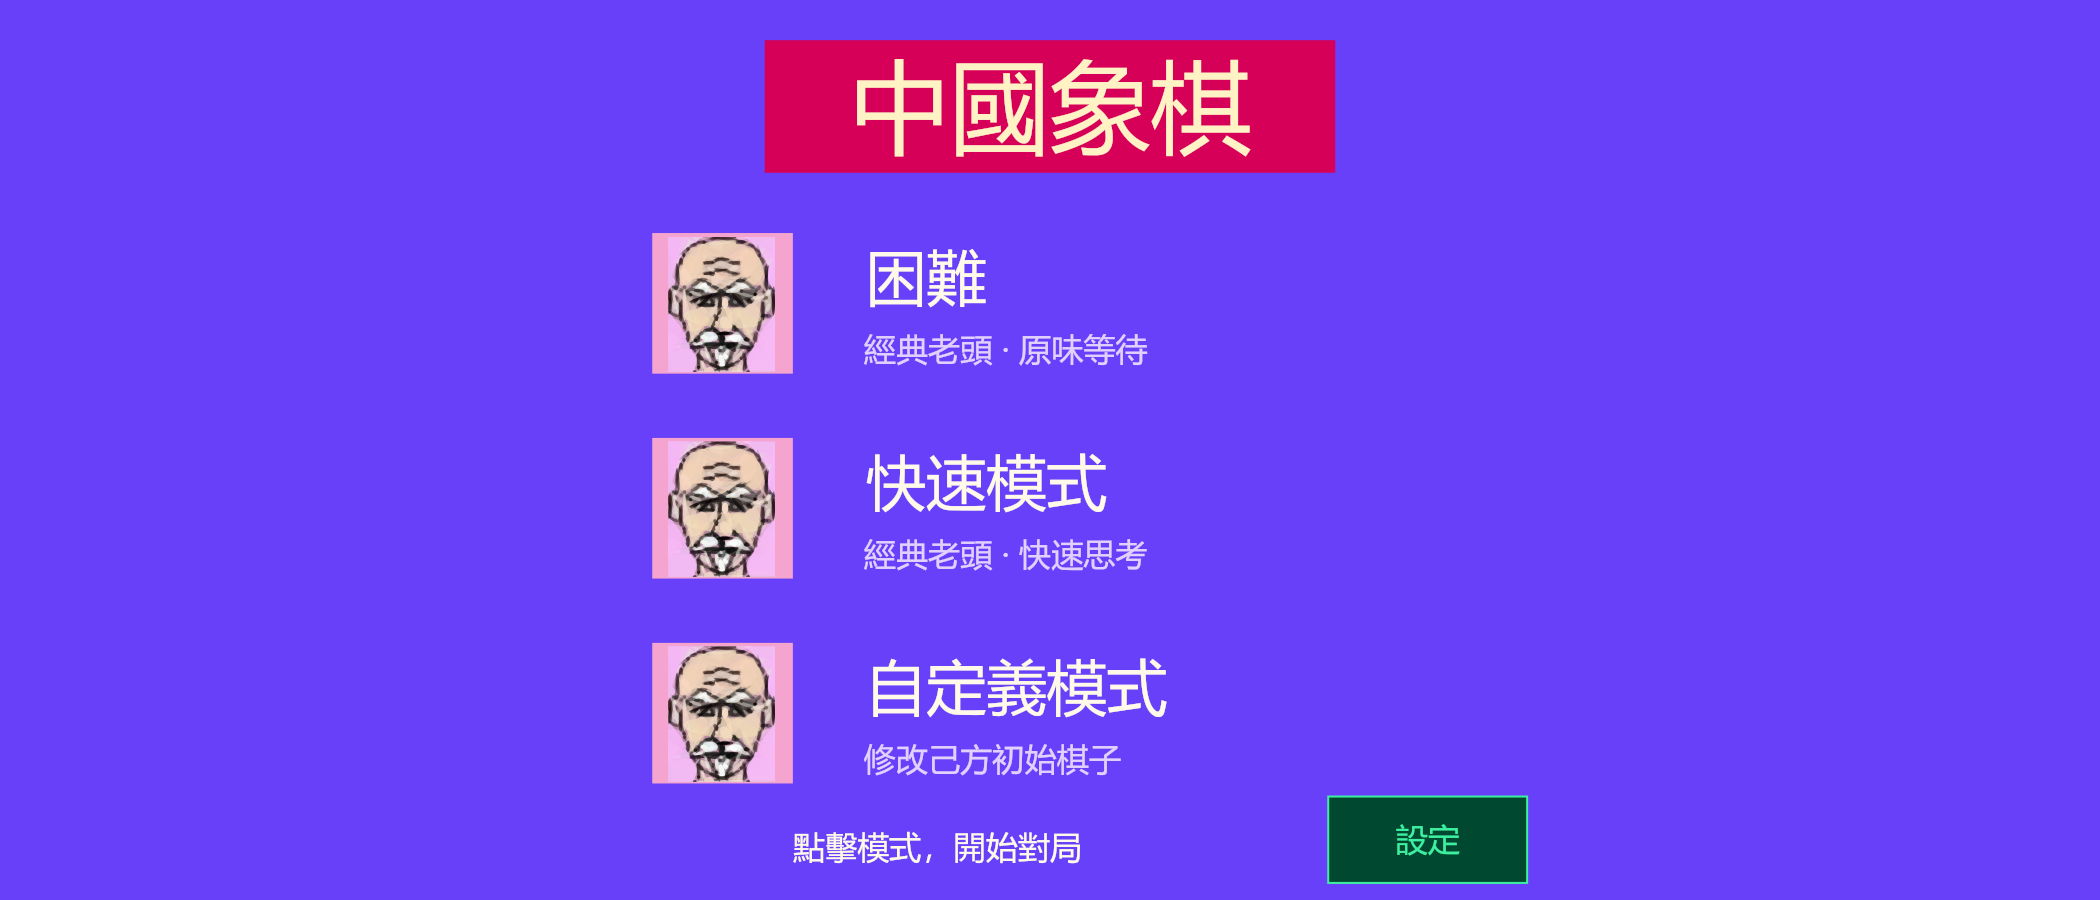 中國象棋
困難
經典老頭 · 原味等待
快速模式
經典老頭 · 快速思考
自定義模式
修改己方初始棋子
點擊模式，開始對局
設定